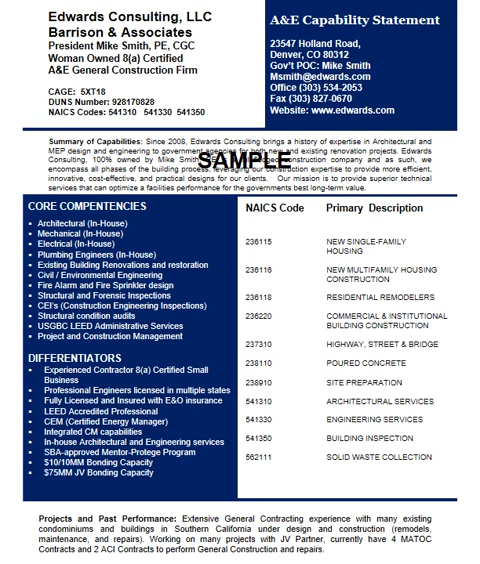 Edwards Consulting, LLC
Barrison & Associates
President Mike Smith, PE, CGC
Woman Owned 8(a) Certified
A&E General Construction Firm
CAGE: 5XT18
DUNS Number: 928170828
NAICS Codes: 541310 541330 541350
A&E Capability Statement
23547 Holland Road,
Denver, CO 80312
Gov't POC: Mike Smith
Msmith@edwards.com
Office (303) 534-2053
Fax (303) 827-0670
Website: www.edwards.com
Summary of Capabilities: Since 2008, Edwards Consulting brings a history of expertise in Architectural and
MEP design and engineering to government agencies for both new and existing renovation projects. Edwards
Consulting, 100% owned by Mike Smith, construction company and as such, we
encompass all phases of the building process, leveraging our construction expertise to provide more efficient,
innovative, cost-effective, and practical designs for our clients. Our mission is to provide superior technical
services that can optimize a facilities performance for the governments best long-term value.
SAMPLE
CORE COMPENTENCIES
Architectural (In-House)
Mechanical (In-House)
Electrical (In-House)
Plumbing Engineers (In-House)
Existing Building Renovations and restoration
Civil / Environmental Engineering
Fire Alarm and Fire Sprinkler design
Structural and Forensic Inspections
CEI's (Construction Engineering Inspections)
Structural condition audits
USGBC LEED Administrative Services
Project and Construction Management
DIFFERENTIATORS
Experienced Contractor 8(a) Certified Small
Business
Professional Engineers licensed in multiple states
Fully Licensed and Insured with E&O insurance
LEED Accredited Professional
CEM (Certified Energy Manager)
Integrated CM capabilities
In-house Architectural and Engineering services
SBA-approved Mentor-Protege Program
$10/10MM Bonding Capacity
$75MM JV Bonding Capacity
NAICS Code Primary Description
236115 NEW SINGLE-FAMILY
HOUSING
236116 NEW MULTIFAMILY HOUSING
CONSTRUCTION
236118 RESIDENTIAL REMODELERS
236220 COMMERCIAL & INSTITUTIONAL
BUILDING CONSTRUCTION
237310 HIGHWAY, STREET & BRIDGE
238110 POURED CONCRETE
238910 SITE PREPARATION
541310 ARCHITECTURAL SERVICES
541330 ENGINEERING SERVICES
541350 BUILDING INSPECTION
562111 SOLID WASTE COLLECTION
Projects and Past Performance: Extensive General Contracting experience with many existing
condominiums and buildings in Southern California under design and construction (remodels,
maintenance, and repairs). Working on many projects with JV Partner, currently have 4 MATOC
Contracts and 2 ACI Contracts to perform General Construction and repairs.